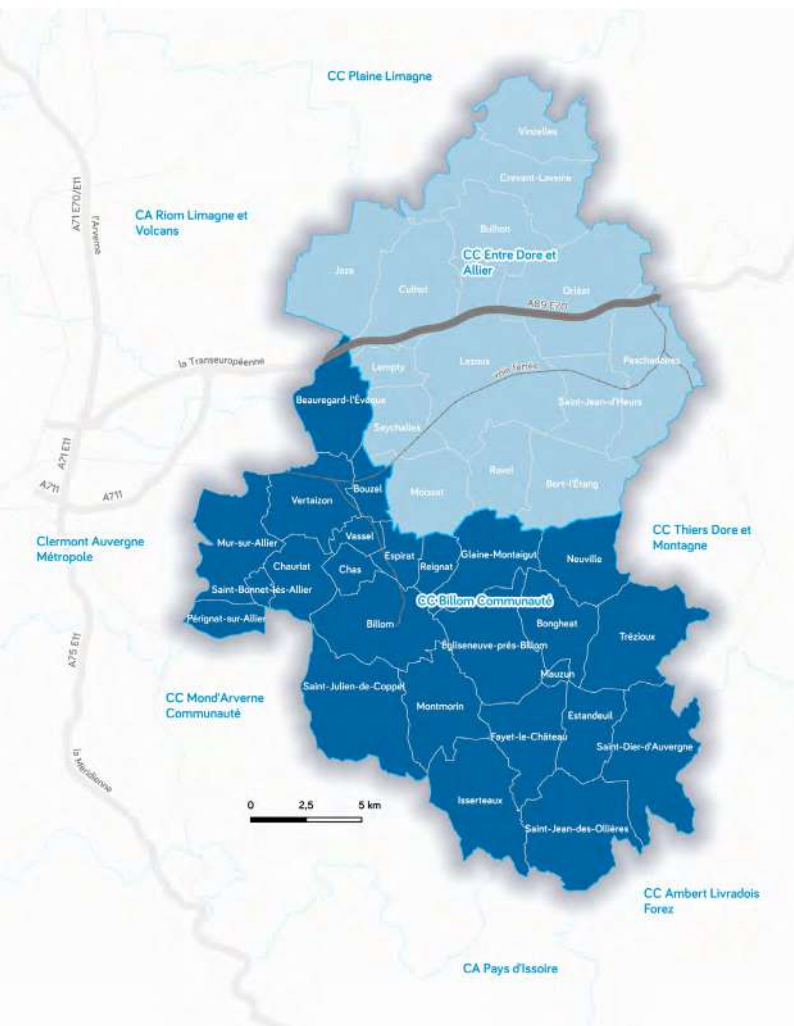 CC Plaine Limagne
Vinzelles
Crevant-Laveine
A71 E70/E11
l'Arverne
CA Riom Limagne et
Volcans
Bulhon
CC Entre Dore et
Allier
Joze
Culhat
Orléat
A89 E70
la Transeuropéenne
Lempty
Lezoux
voie ferrée
Peschadoires
Beauregard-l'Évêque
Saint-Jean-d'Heurs
Seychalles
A71 E11
Ravel
Moissat
Bort-l'Étang
A711
A711
Bouzel
Vertaizon
Clermont Auvergne
Métropole
CC Thiers Dore et
Montagne
Mur-sur-Allier
Vassel
Espirat
Glaine-Montaigut
Neuville
Chauriat
Chas
Reignat
Saint-Bonnet-lès-Allier
CC Billom Communauté
Pérignat-sur-Allier
Billom
Bongheat
Trézioux
Égliseneuve-près-Billom
A75 E11
Mauzun
Saint-Julien-de-Coppel
CC Mond'Arverne
Communauté
Montmorin
Estandeuil
Fayet-le-Château
Saint-Dier-d'Auvergne
la Méridienne
0 2,5 5 km
Isserteaux
Saint-Jean-des-Ollières
CC Ambert Livradois
Forez
CA Pays d'Issoire